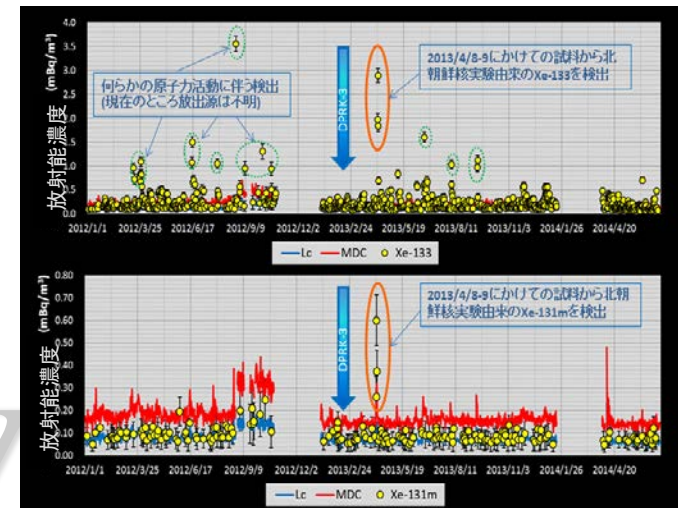 放射能濃度 (mBq/m³)
4.0
3.5
3.0
2.5
2.0
1.5
1.0
0.5
0.0
何らかの原子力活動に伴う検出
(現在のところ放出源は不明)
DPRK-3
2013/4/8-9にかけての試料から北
朝鮮核実験由来のXe-133を検出
2012/1/1 2012/3/25 2012/6/17 2012/9/9 2012/12/2 2013/2/24 2013/5/19 2013/8/11 2013/11/3 2014/1/26 2014/4/20
Lc MDC Xe-133
放射能濃度 (mBq/m³)
0.80
0.70
0.60
0.50
0.40
0.30
0.20
0.10
0.00
DPRK-3
2013/4/8-9にかけての試料から北朝
鮮核実験由来のXe-131mを検出
2012/1/1 2012/3/25 2012/6/17 2012/9/9 2012/12/2 2013/2/24 2013/5/19 2013/8/11 2013/11/3 2014/1/26 2014/4/20
Lc MDC Xe-131m